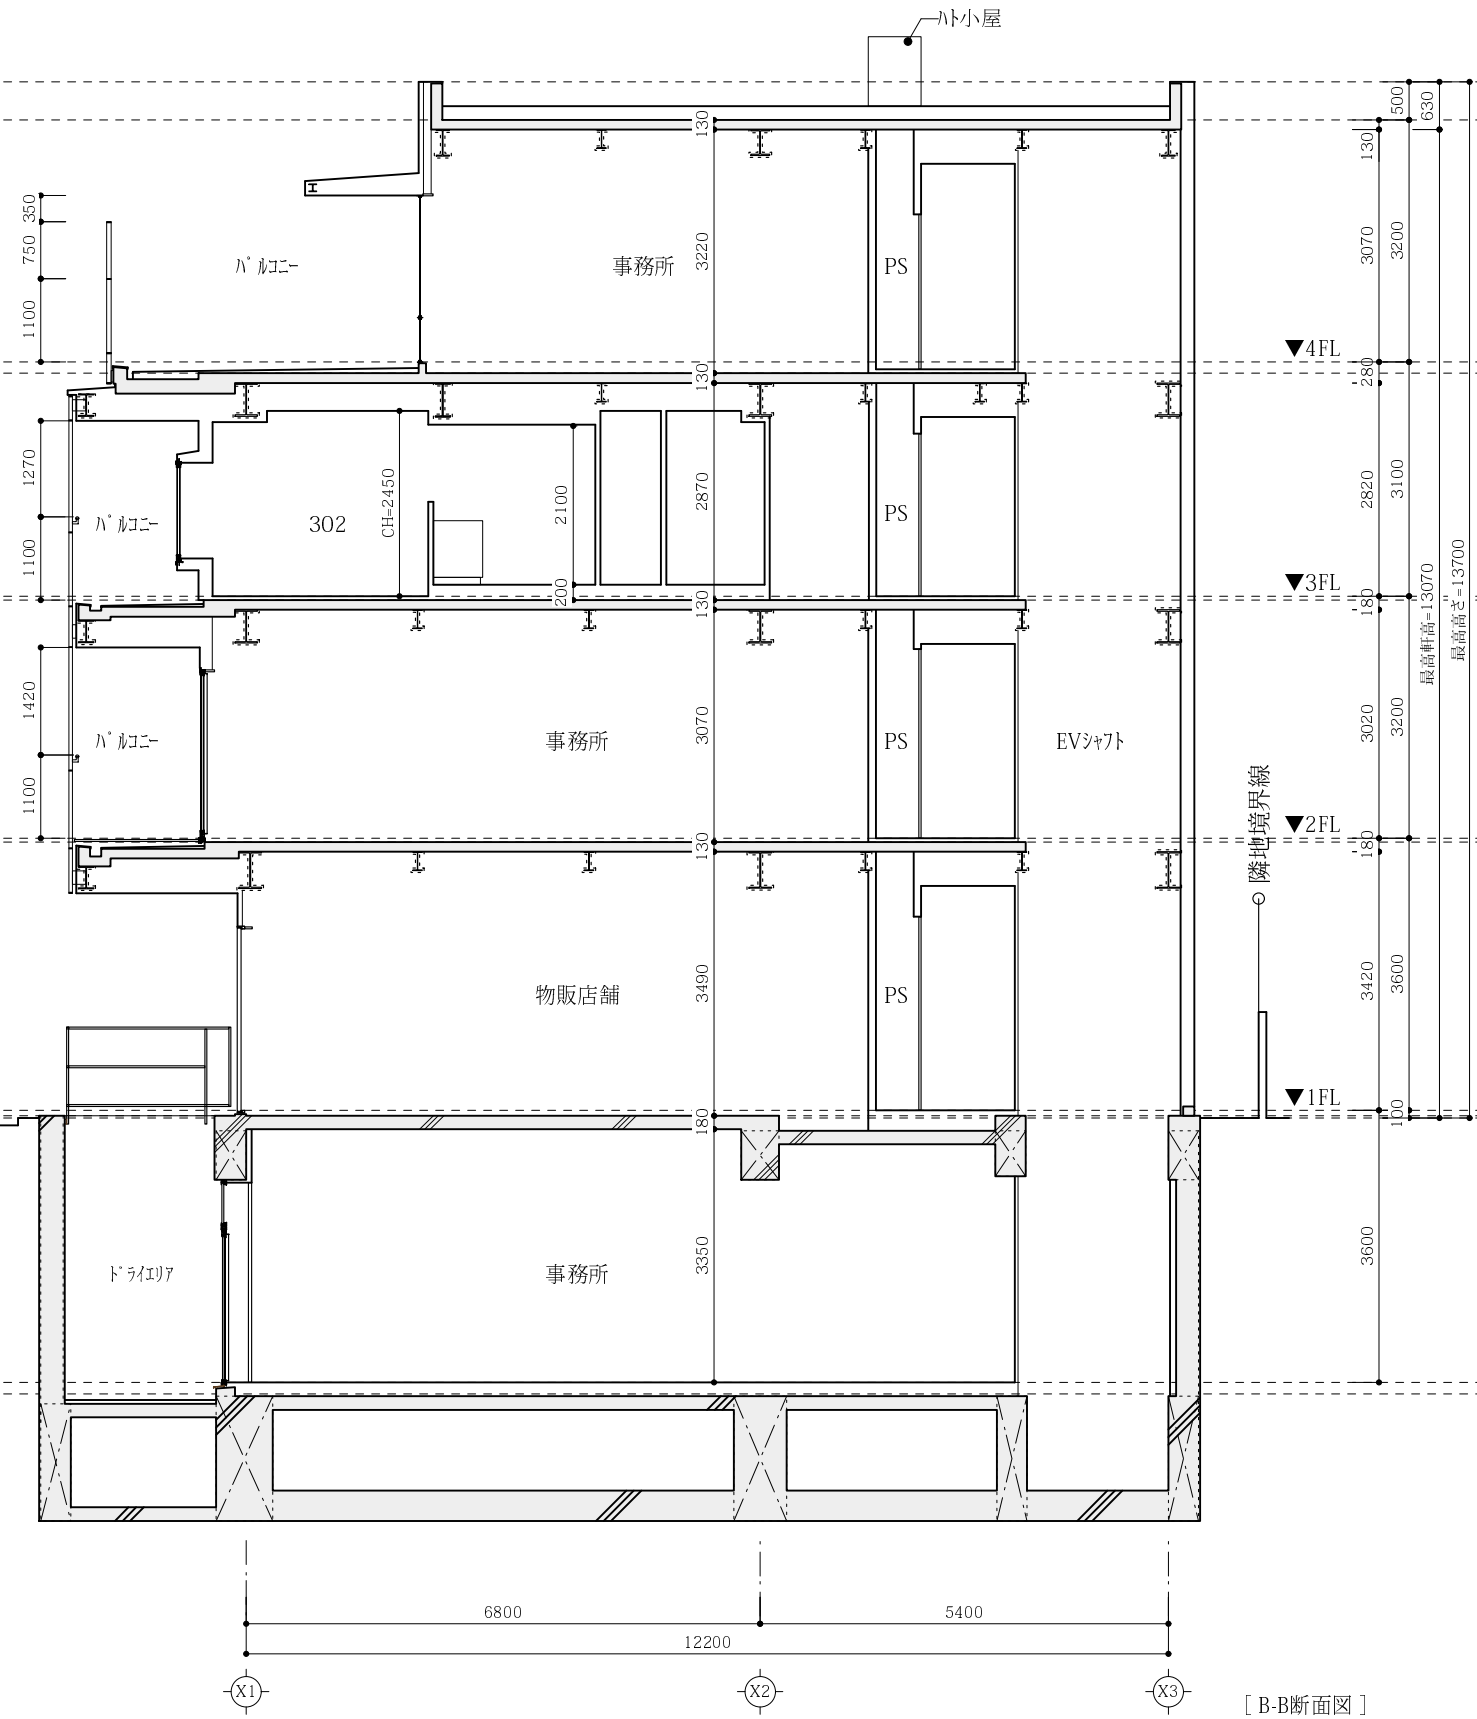 ﾊﾄ小屋
500
630
130
130
350
750
1100
ﾊﾞﾙｺﾆｰ
事務所
3220
PS
3070
3200
▼4FL
130
280
1270
1100
ﾊﾞﾙｺﾆｰ
302
CH=2450
2100
200
2870
PS
2820
3100
▼3FL
130
180
最高軒高=13070
最高高さ=13700
1420
1100
ﾊﾞﾙｺﾆｰ
事務所
3070
PS
EVｼｬﾌﾄ
3020
3200
隣地境界線
▼2FL
130
180
物販店舗
3490
PS
3420
3600
▼1FL
180
100
ﾄﾞﾗｲｴﾘｱ
事務所
3350
3600
6800
5400
12200
X1
X2
X3
[ B-B断面図 ]